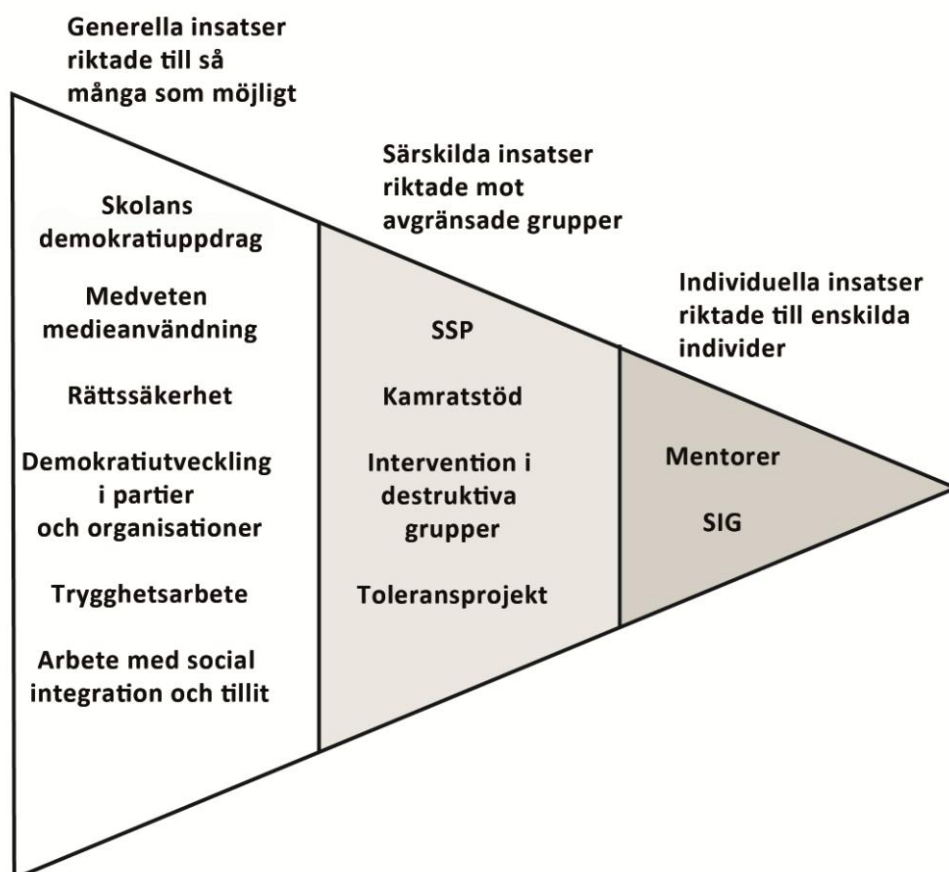 Generella insatser
riktade till så
många som möjligt
Skolans
demokratiuppdrag
Medveten
medieanvändning
Rättssäkerhet
Demokratiutveckling
i partier
och organisationer
Trygghetsarbete
Arbete med social
integration och tillit
Särskilda insatser
riktade mot
avgränsade grupper
SSP
Kamratstöd
Intervention i
destruktiva
grupper
Toleransprojekt
Individuella insatser
riktade till enskilda
individer
Mentorer
SIG